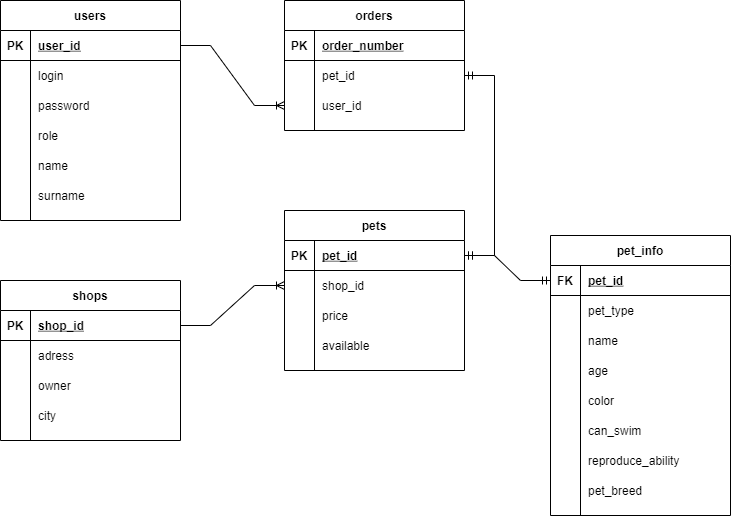 users
PK user_id
login
password
role
name
surname
orders
PK order_number
pet_id
user_id
shops
PK shop_id
adress
owner
city
pets
PK pet_id
shop_id
price
available
pet_info
FK pet_id
pet_type
name
age
color
can_swim
reproduce_ability
pet_breed